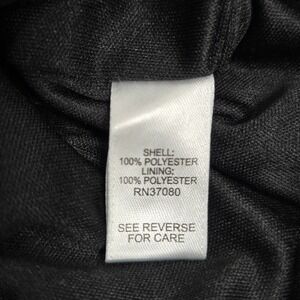 SHELL:
100% POLYESTER
LINING:
100% POLYESTER
RN37080
SEE REVERSE
FOR CARE